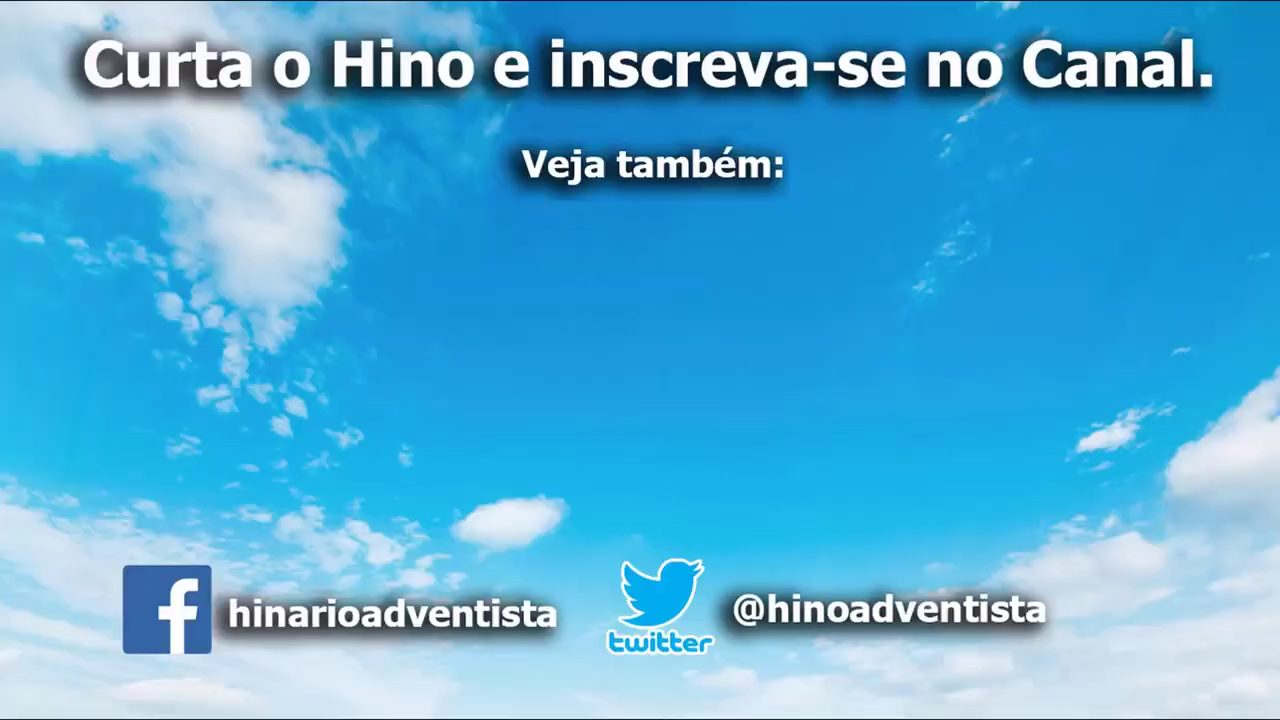 Curta o Hino e inscreva-se no Canal.
Veja também:
hinarioadventista
twitter
@hinoadventista